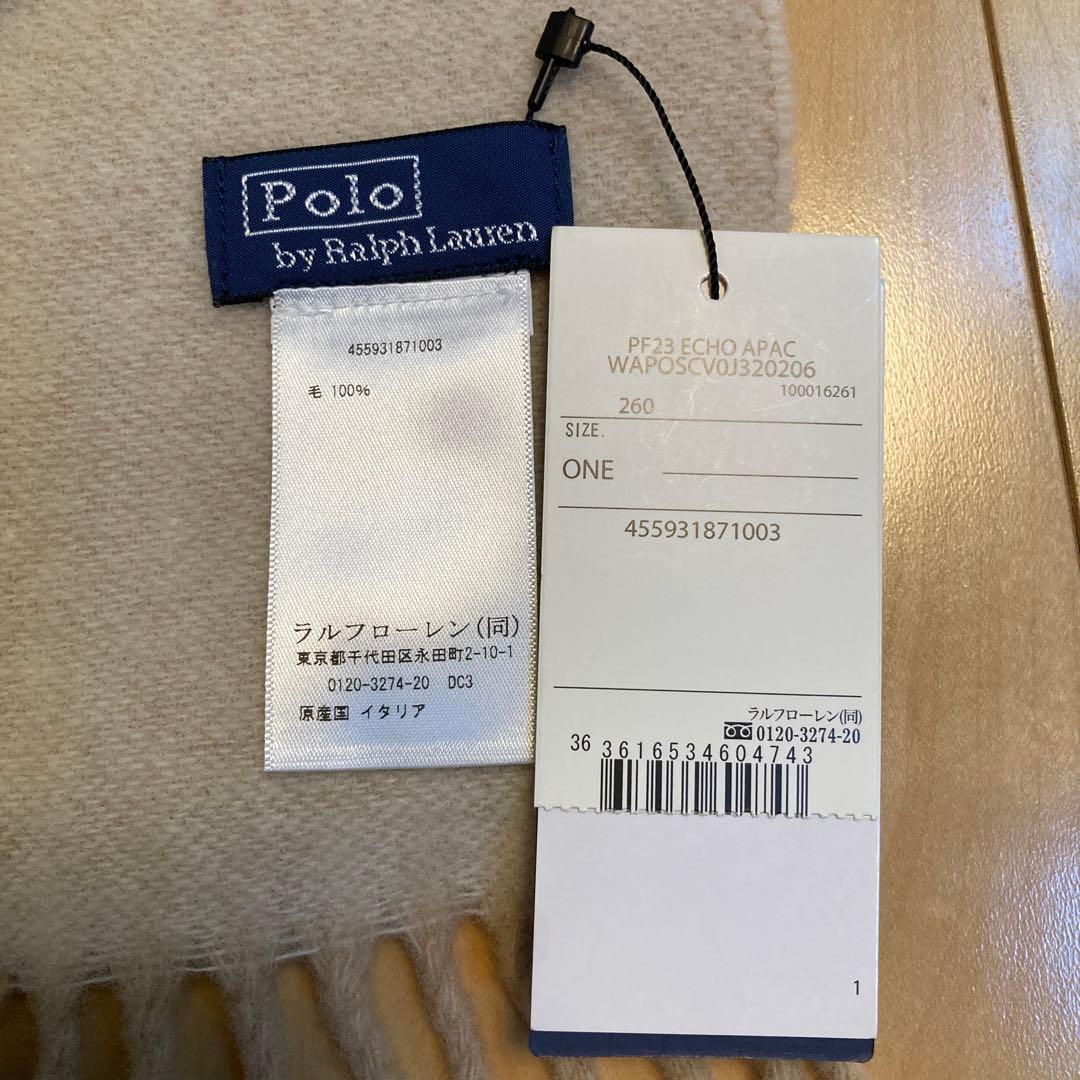 Polo
by Ralph Lauren
455931871003
毛 100%
ラルフローレン(同)
東京都千代田区永田町2-10-1
0120-3274-20 DC3
原産国 イタリア
PF23 ECHO APAC
WAPOSCV0J320206
100016261
260
SIZE.
ONE
455931871003
ラルフローレン(同)
0120-3274-20
36 3616534604743
1